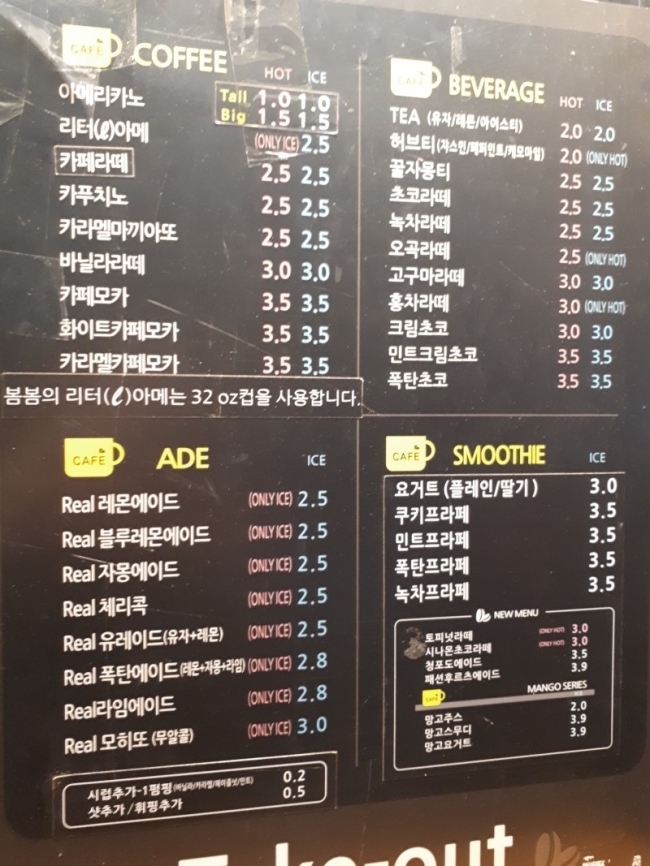 CAFE COFFEE
HOT ICE
아메리카노 Tall 1.0 1.0
Big 1.5 1.5
리터(ℓ)아메 (ONLY ICE) 2.5
카페라떼 2.5 2.5
카푸치노 2.5 2.5
카라멜마끼아또 2.5 2.5
바닐라라떼 3.0 3.0
카페모카 3.5 3.5
화이트카페모카 3.5 3.5
카라멜카페모카 3.5 3.5
봄봄의 리터(ℓ)아메는 32 oz컵을 사용합니다.
CAFE BEVERAGE
HOT ICE
TEA (유자/레몬/아이스티) 2.0 2.0
허브티(쟈스민/페퍼민트/캐모마일) 2.0 (ONLY HOT)
꿀자몽티 2.5 2.5
초코라떼 2.5 2.5
녹차라떼 2.5 2.5
오곡라떼 2.5 (ONLY HOT)
고구마라떼 3.0 3.0
홍차라떼 3.0 (ONLY HOT)
크림초코 3.0 3.0
민트크림초코 3.5 3.5
폭탄초코 3.5 3.5
CAFE ADE
ICE
Real 레몬에이드 (ONLY ICE) 2.5
Real 블루레몬에이드 (ONLY ICE) 2.5
Real 자몽에이드 (ONLY ICE) 2.5
Real 체리콕 (ONLY ICE) 2.5
Real 유레이드(유자+레몬) (ONLY ICE) 2.5
Real 폭탄에이드(레몬+자몽+라임) (ONLY ICE) 2.8
Real라임에이드 (ONLY ICE) 2.8
Real 모히또 (무알콜) (ONLY ICE) 3.0
시럽추가-1펌핑(바닐라/카라멜/헤이즐넛/민트) 0.2
샷추가/휘핑추가 0.5
CAFE SMOOTHIE
ICE
요거트 (플레인/딸기) 3.0
쿠키프라페 3.5
민트프라페 3.5
폭탄프라페 3.5
녹차프라페 3.5
NEW MENU
토피넛라떼 (ONLY HOT) 3.0
시나몬초코라떼 (ONLY HOT) 3.0
청포도에이드 3.5
패션후르츠에이드 3.9
CAFE MANGO SERIES
ICE
망고주스 2.0
망고스무디 3.9
망고요거트 3.9
Take-out